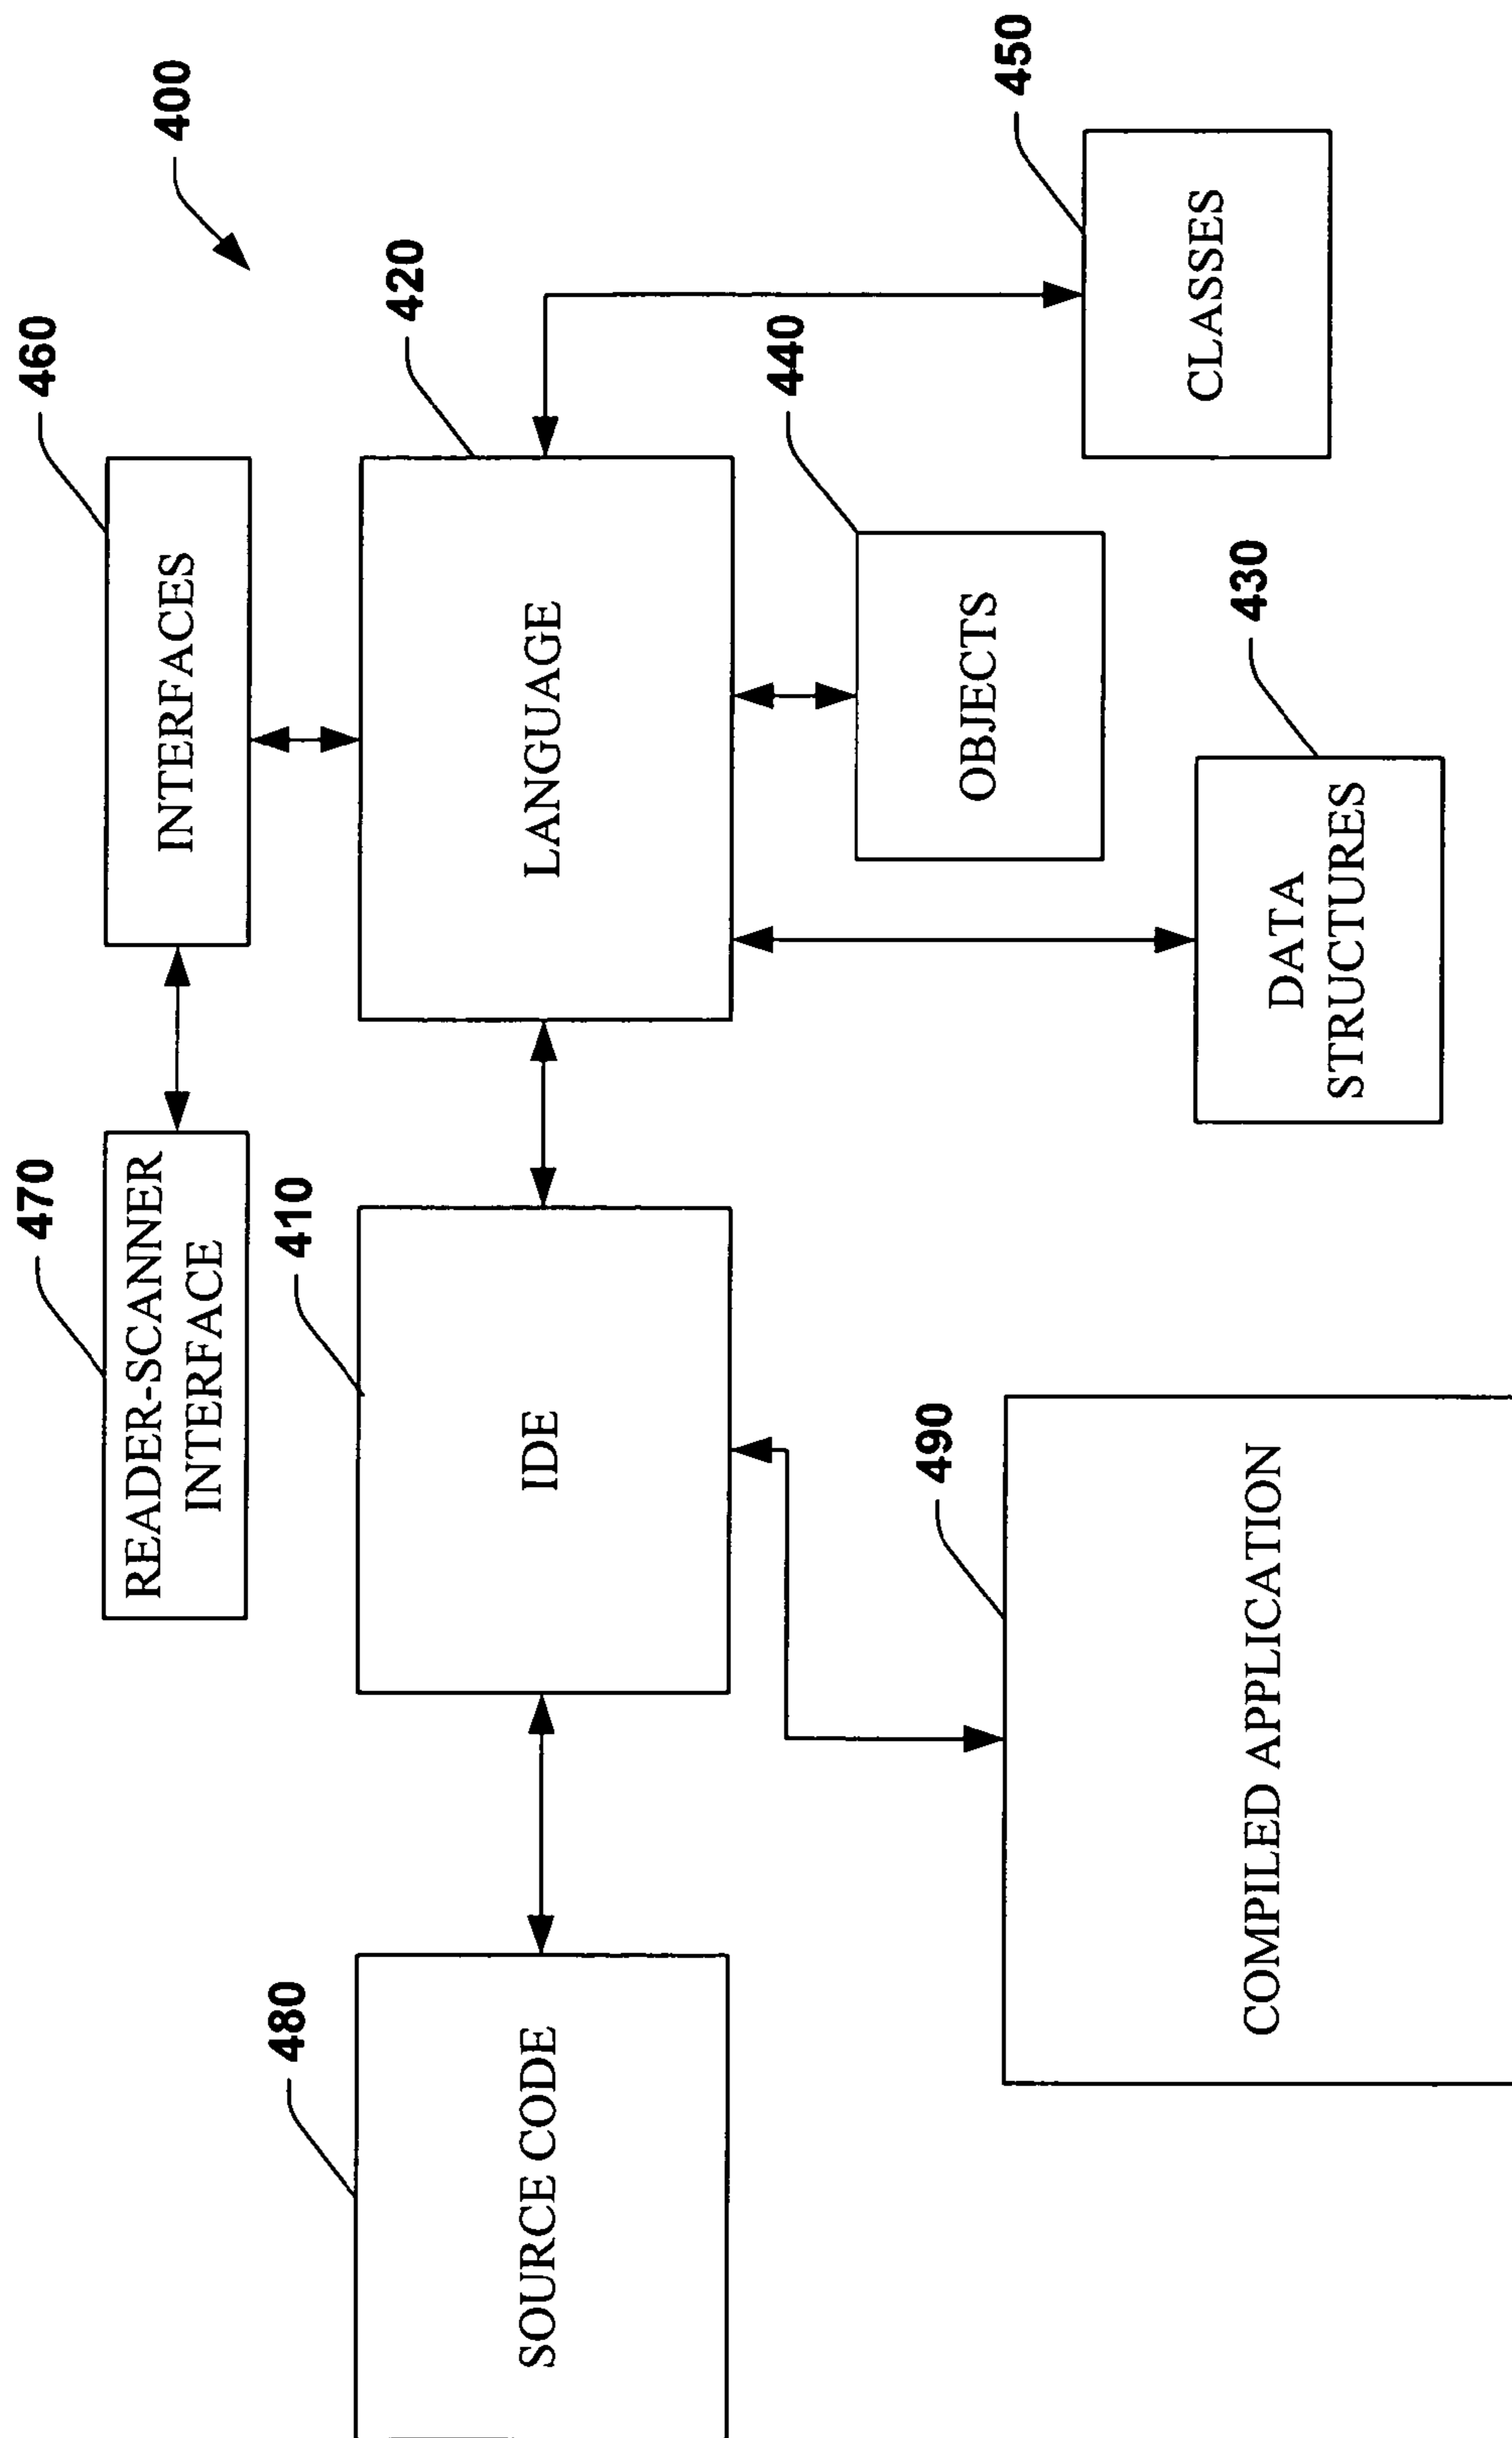 400
470
READER-SCANNER
INTERFACE
460
INTERFACES
480
SOURCE CODE
410
IDE
420
LANGUAGE
490
COMPILED APPLICATION
440
OBJECTS
430
DATA
STRUCTURES
450
CLASSES